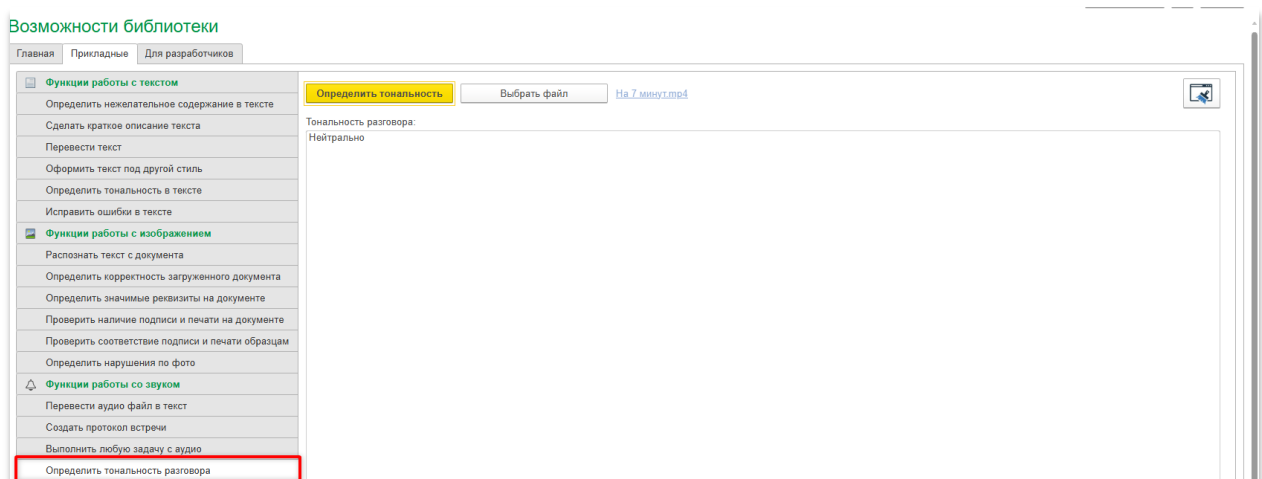 Возможности библиотеки
Главная Прикладные Для разработчиков
Функции работы с текстом
Определить нежелательное содержание в тексте
Сделать краткое описание текста
Перевести текст
Оформить текст под другой стиль
Определить тональность в тексте
Исправить ошибки в тексте
Функции работы с изображением
Распознать текст с документа
Определить корректность загруженного документа
Определить значимые реквизиты на документе
Проверить наличие подписи и печати на документе
Проверить соответствие подписи и печати образцам
Определить нарушения по фото
Функции работы со звуком
Перевести аудио файл в текст
Создать протокол встречи
Выполнить любую задачу с аудио
Определить тональность разговора
Определить тональность Выбрать файл На 7 минут.mp4
Тональность разговора:
Нейтрально